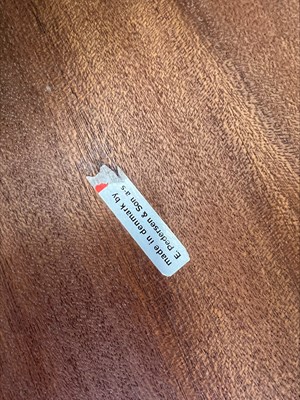 made in denmark by
E. Pedersen & Søn a·s